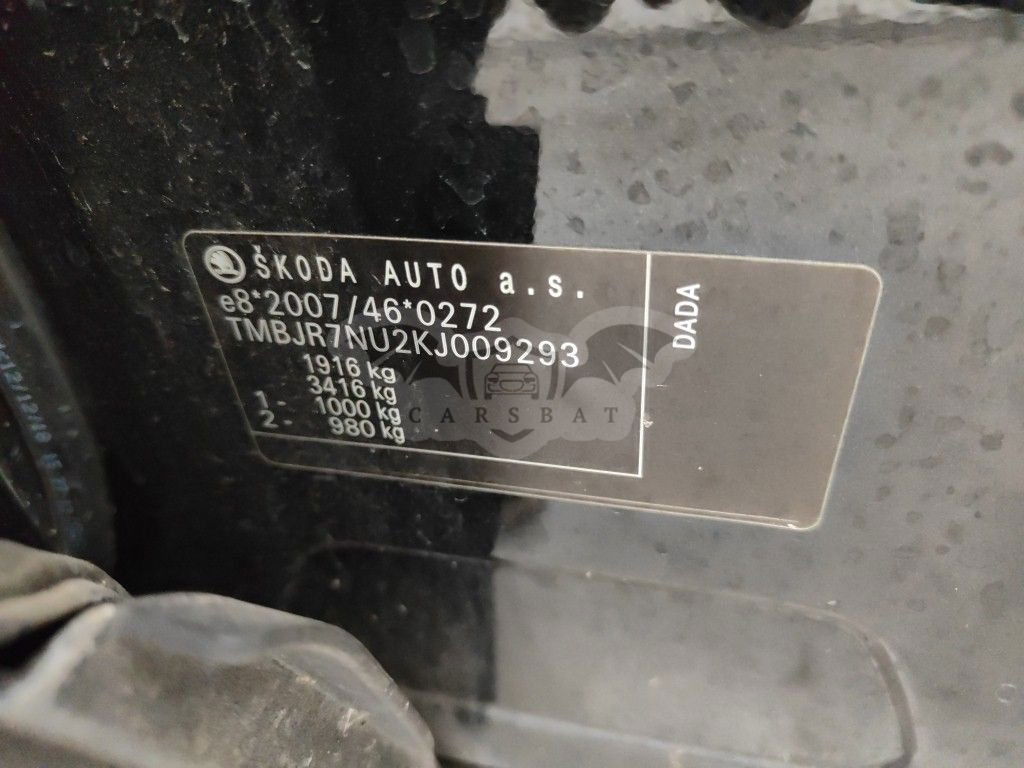 ŠKODA AUTO a.s.
e8*2007/46*0272
TMBJR7NU2KJ009293
1916 kg
3416 kg
1- 1000 kg
2- 980 kg
DADA
CARSBAT